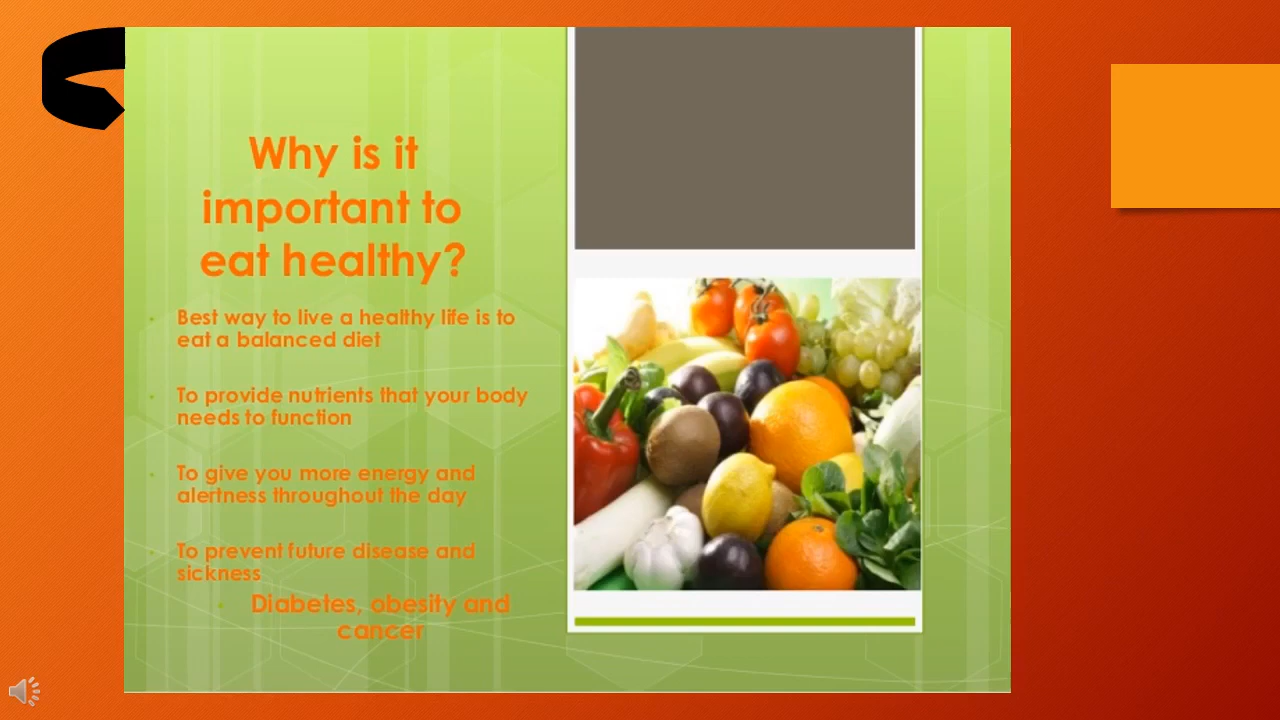 Why is it
important to
eat healthy?
Best way to live a healthy life is to
eat a balanced diet
To provide nutrients that your body
needs to function
To give you more energy and
alertness throughout the day
To prevent future disease and
sickness
Diabetes, obesity and
cancer